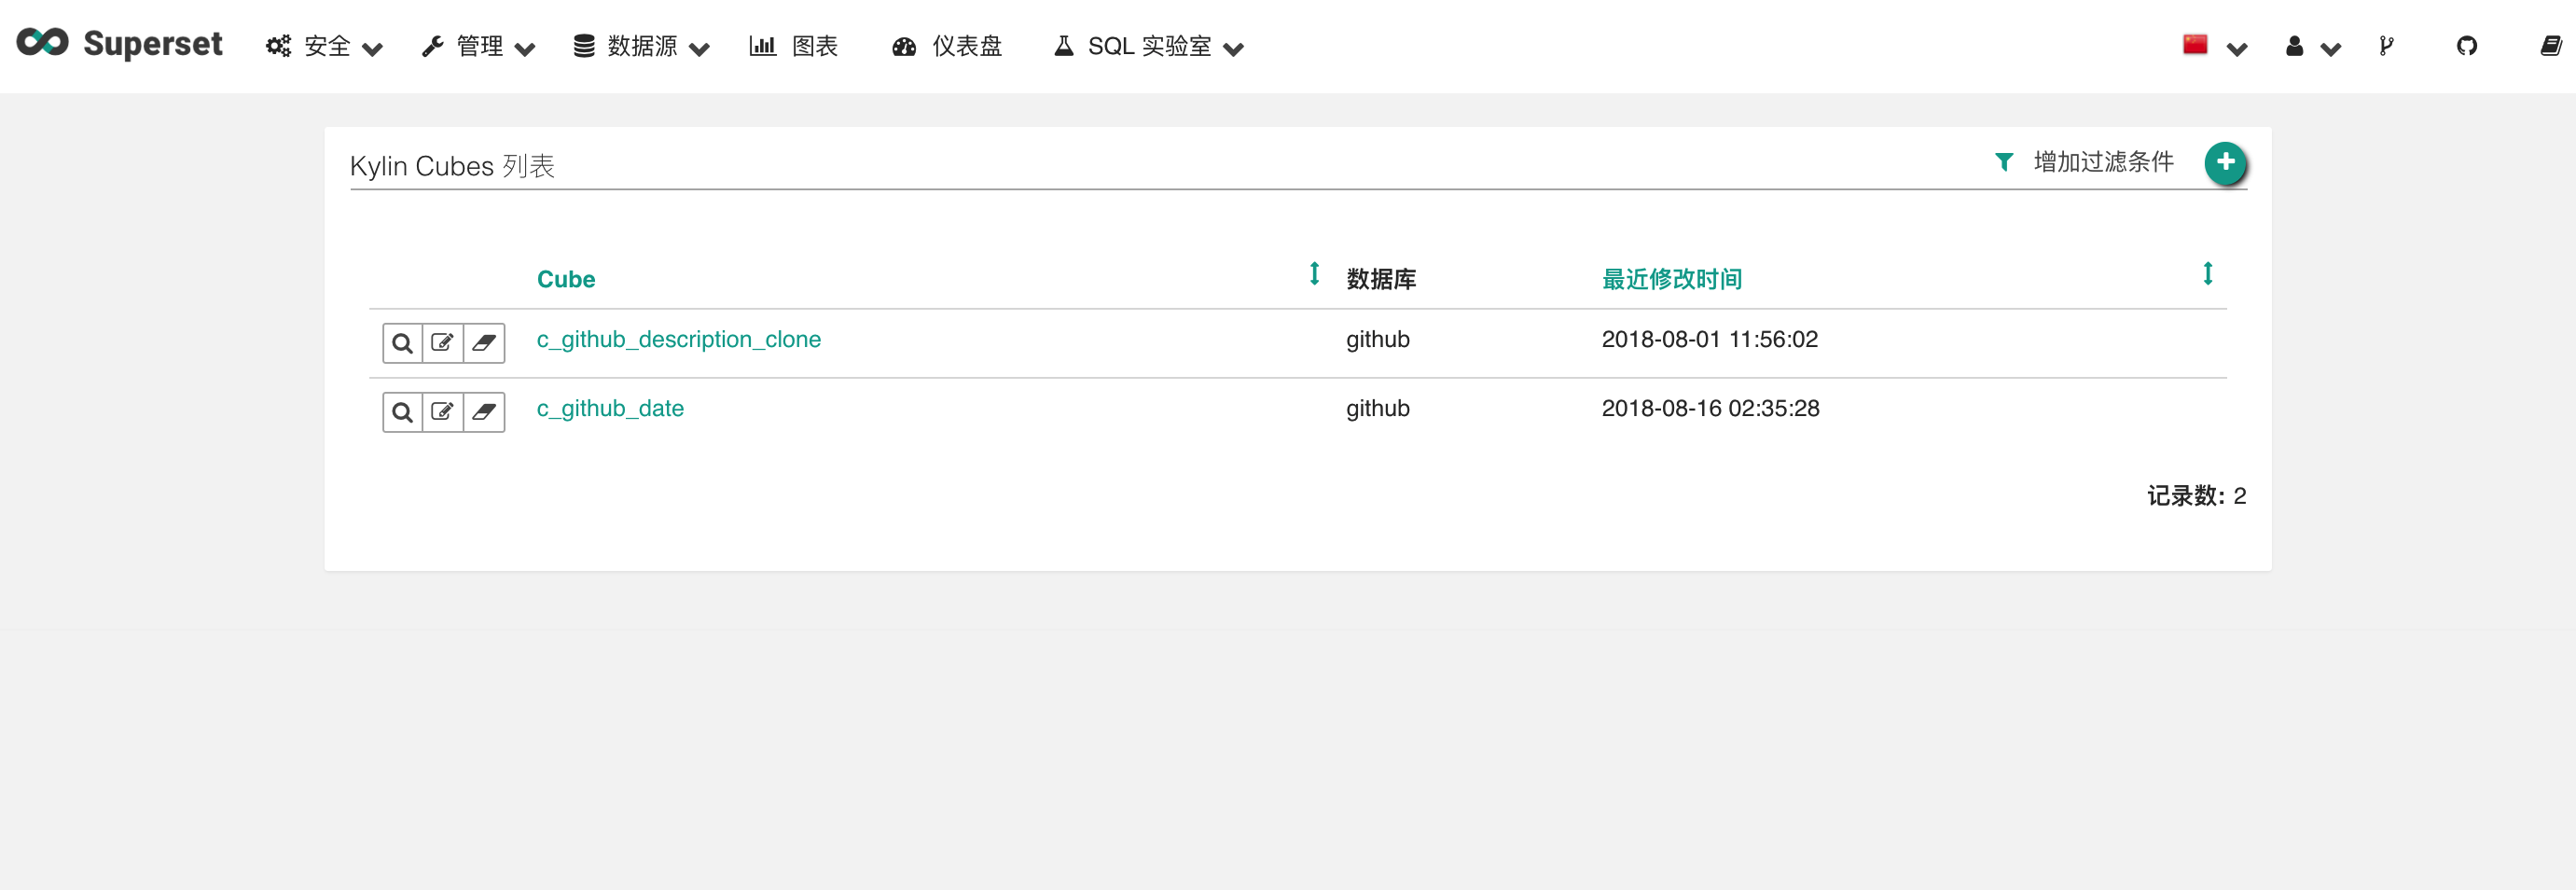 Superset 安全 管理 数据源 图表 仪表盘 SQL 实验室
Kylin Cubes 列表 增加过滤条件
Cube 数据库 最近修改时间
c_github_description_clone github 2018-08-01 11:56:02
c_github_date github 2018-08-16 02:35:28
记录数: 2